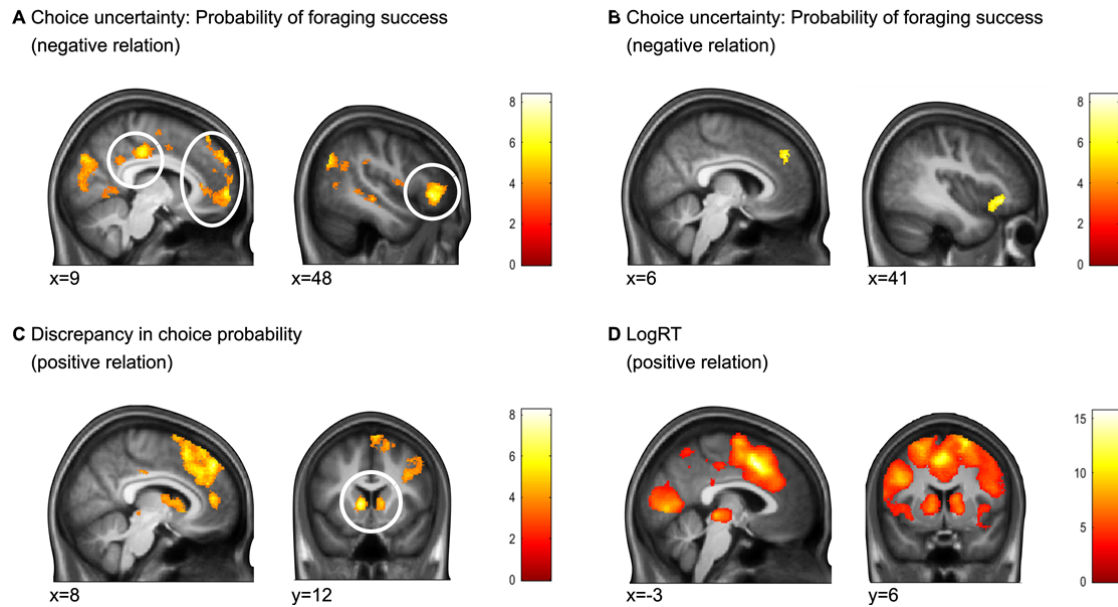 A Choice uncertainty: Probability of foraging success
(negative relation)
8
6
4
2
0
x=9
x=48
B Choice uncertainty: Probability of foraging success
(negative relation)
8
6
4
2
0
x=6
x=41
C Discrepancy in choice probability
(positive relation)
8
6
4
2
0
x=8
y=12
D LogRT
(positive relation)
15
10
5
0
x=-3
y=6